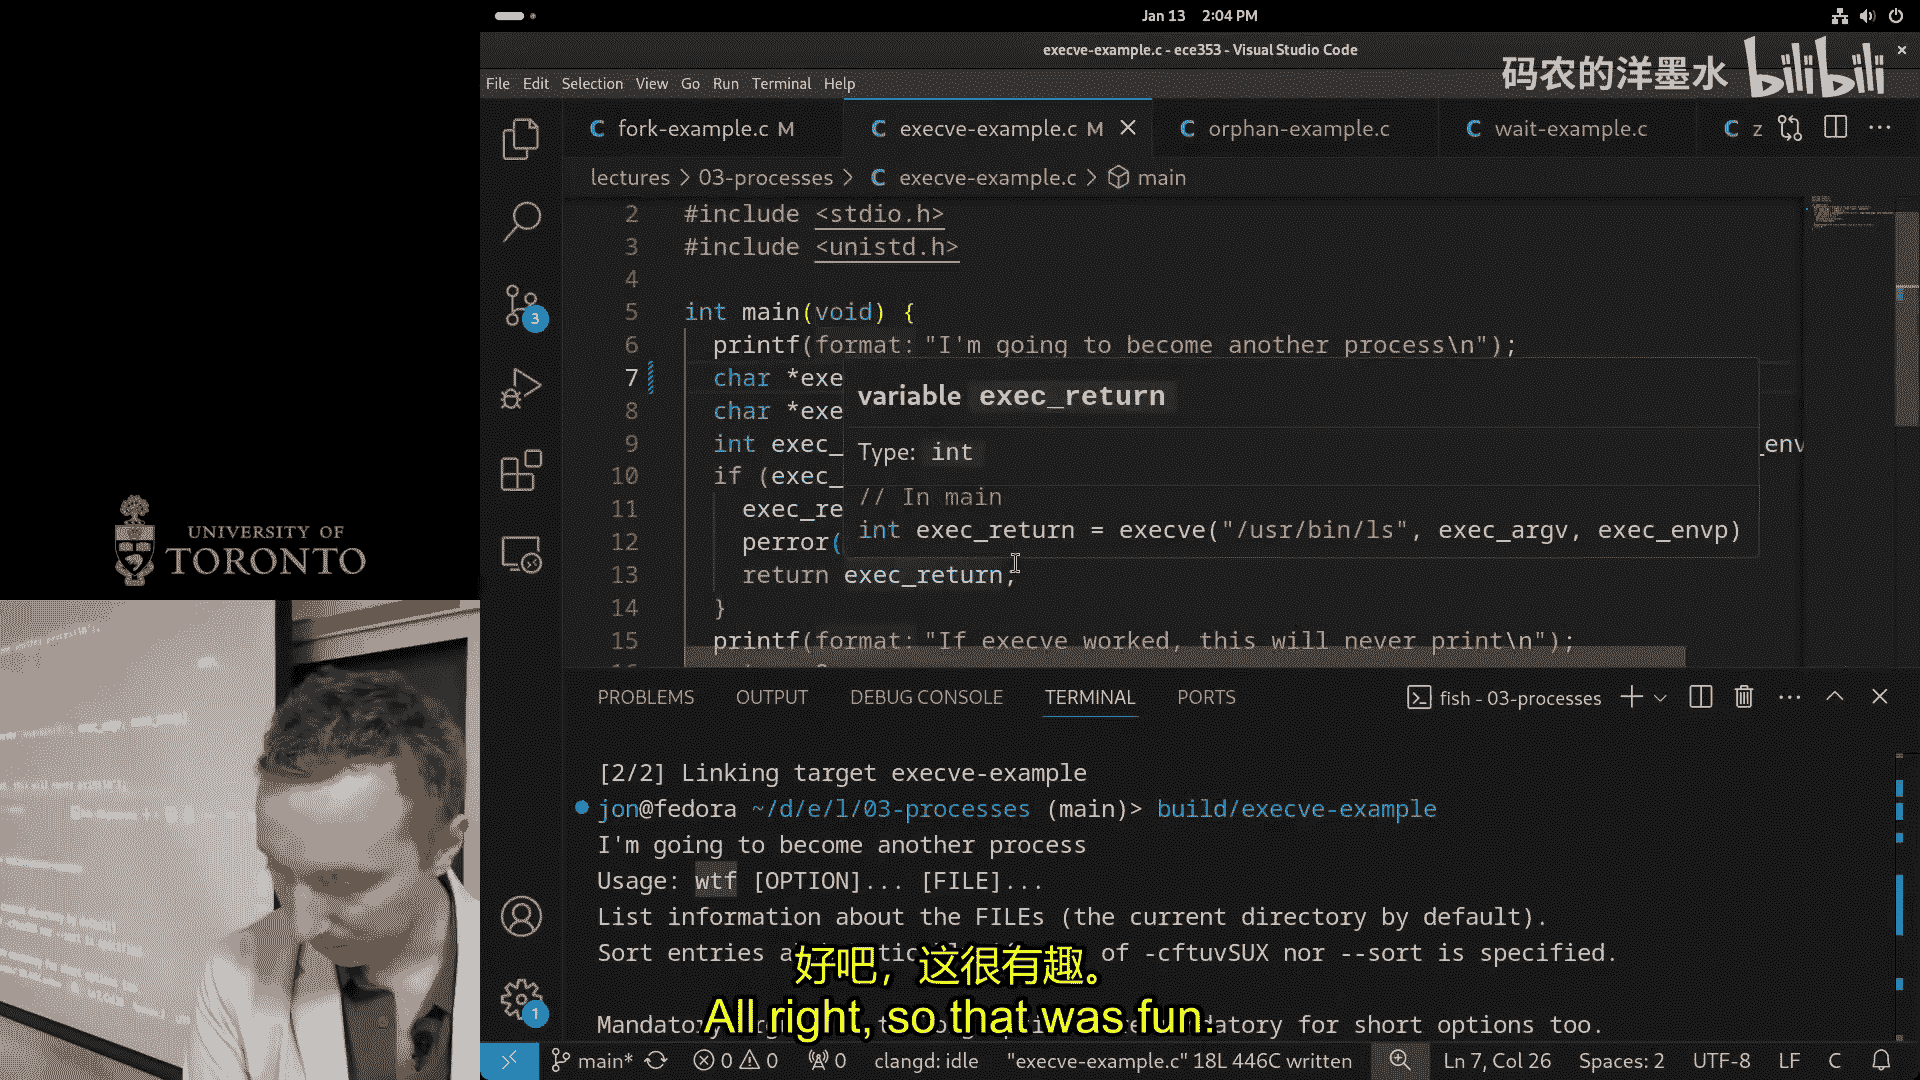 Jan 13 2:04 PM
execve-example.c - ece353 - Visual Studio Code
码农的洋墨水 bilibili
File Edit Selection View Go Run Terminal Help
C fork-example.c M C execve-example.c M C orphan-example.c C wait-example.c C z
lectures > 03-processes > C execve-example.c > main
2 #include <stdio.h>
3 #include <unistd.h>
4
5 int main(void) {
6 printf(format: "I'm going to become another process\n");
7 char *exe
8 char *exe
9 int exec_ _env
10 if (exec_
11 exec_re
12 perror(
13 return exec_return;
14 }
15 printf(format: "If execve worked, this will never print\n");
variable exec_return
Type: int
// In main
int exec_return = execve("/usr/bin/ls", exec_argv, exec_envp)
3
1
UNIVERSITY OF
TORONTO
PROBLEMS OUTPUT DEBUG CONSOLE TERMINAL PORTS fish - 03-processes
[2/2] Linking target execve-example
jon@fedora ~/d/e/l/03-processes (main)> build/execve-example
I'm going to become another process
Usage: wtf [OPTION]... [FILE]...
List information about the FILEs (the current directory by default).
Sort entries of -cftuvSUX nor --sort is specified.
for short options too.
好吧，这很有趣。
All right, so that was fun.
main* 0 0 0 clangd: idle "execve-example.c" 18L 446C written Ln 7, Col 26 Spaces: 2 UTF-8 LF C